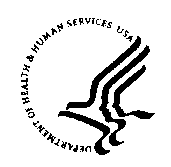 DEPARTMENT OF HEALTH & HUMAN SERVICES USA